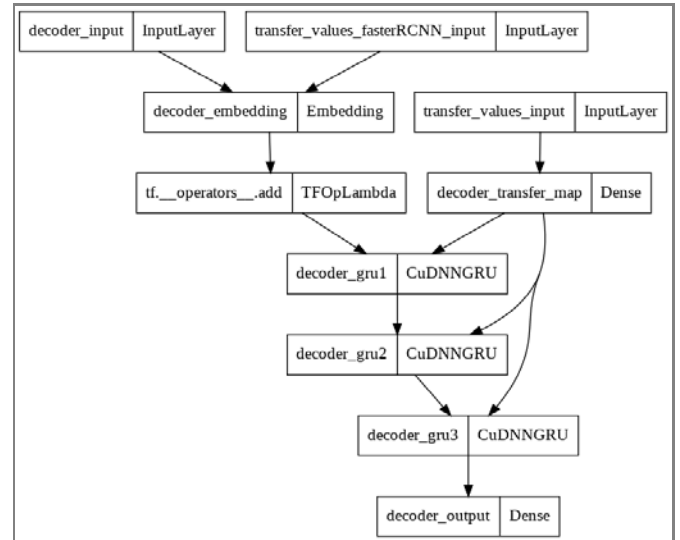 decoder_input InputLayer transfer_values_fasterRCNN_input InputLayer
decoder_embedding Embedding transfer_values_input InputLayer
tf.__operators__.add TFOpLambda decoder_transfer_map Dense
decoder_gru1 CuDNNGRU
decoder_gru2 CuDNNGRU
decoder_gru3 CuDNNGRU
decoder_output Dense